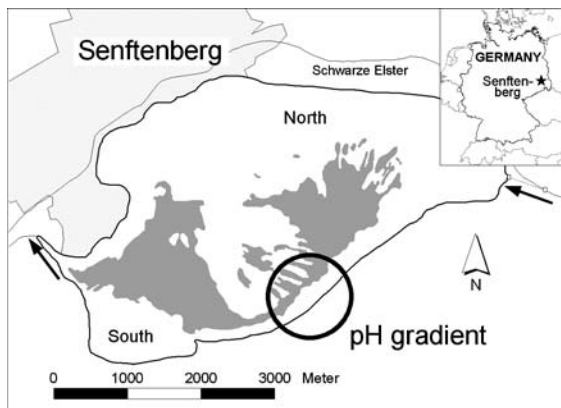 Senftenberg
Schwarze Elster
GERMANY
Senften-
berg
North
N
South
pH gradient
0 1000 2000 3000 Meter